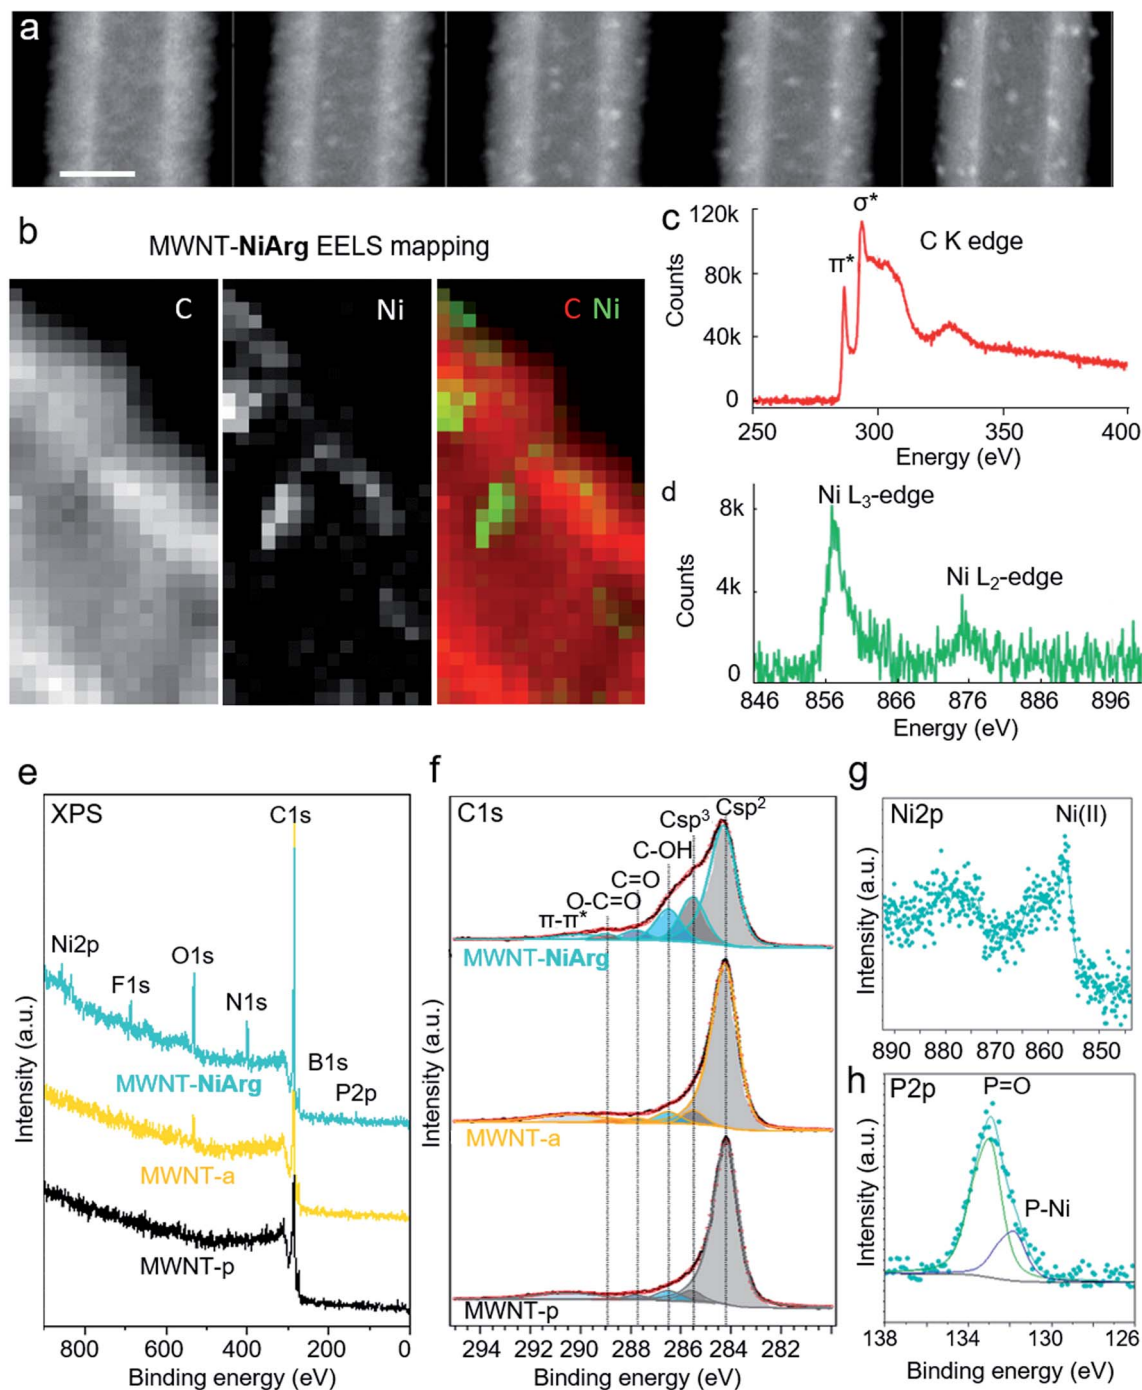 a
b
MWNT-NiArg EELS mapping
C
Ni
C Ni
c
120k
80k
40k
0
Counts
σ*
π*
C K edge
250 300 350 400
Energy (eV)
d
8k
4k
0
Counts
Ni L3-edge
Ni L2-edge
846 856 866 876 886 896
Energy (eV)
e
XPS
C1s
Ni2p
F1s
O1s
N1s
B1s
P2p
MWNT-NiArg
MWNT-a
MWNT-p
Intensity (a.u.)
800 600 400 200 0
Binding energy (eV)
f
C1s
Csp3
Csp2
C-OH
C=O
O-C=O
π-π*
MWNT-NiArg
MWNT-a
MWNT-p
Intensity (a.u.)
294 292 290 288 286 284 282
Binding energy (eV)
g
Ni2p
Ni(II)
Intensity (a.u.)
890 880 870 860 850
h
P2p
P=O
P-Ni
Intensity (a.u.)
138 134 130 126
Binding energy (eV)